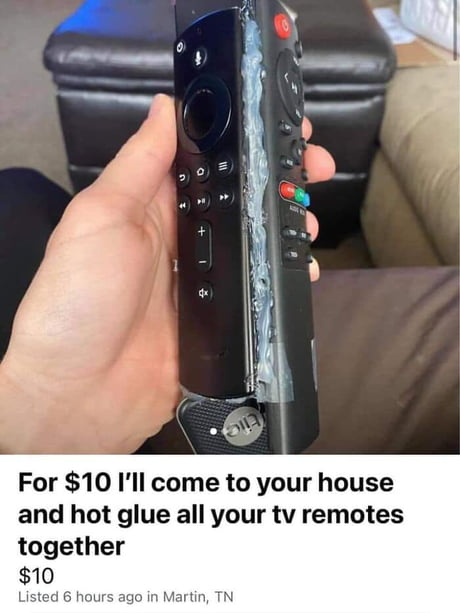 For $10 I'll come to your house
and hot glue all your tv remotes
together
$10
Listed 6 hours ago in Martin, TN